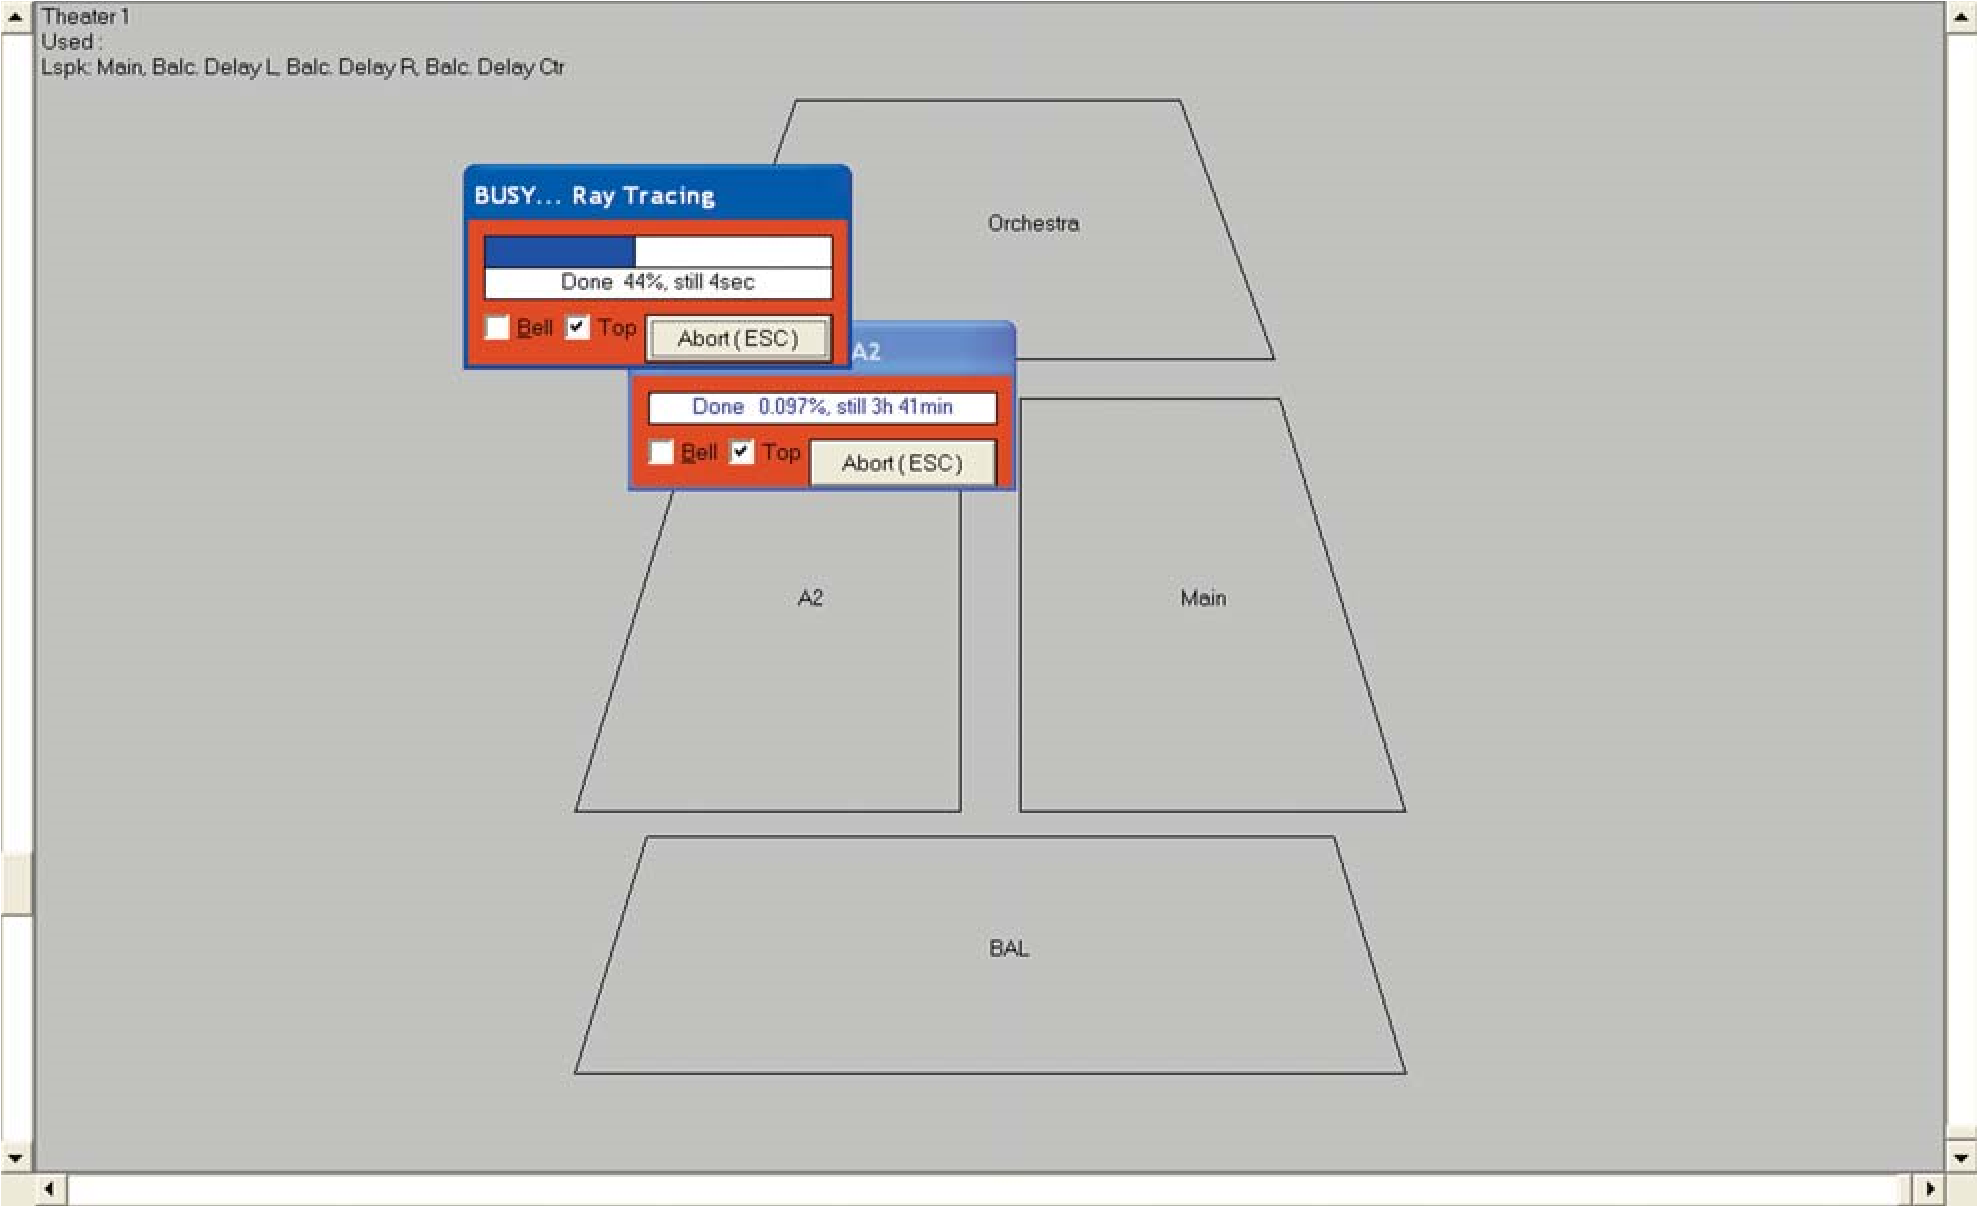 Theater 1
Used :
Lspk: Main, Balc. Delay L, Balc. Delay R, Balc. Delay Ctr
BUSY... Ray Tracing
Orchestra
Done 44%, still 4sec
Bell Top Abort (ESC)
A2
Done 0.097%, still 3h 41min
Bell Top Abort (ESC)
A2
Main
BAL